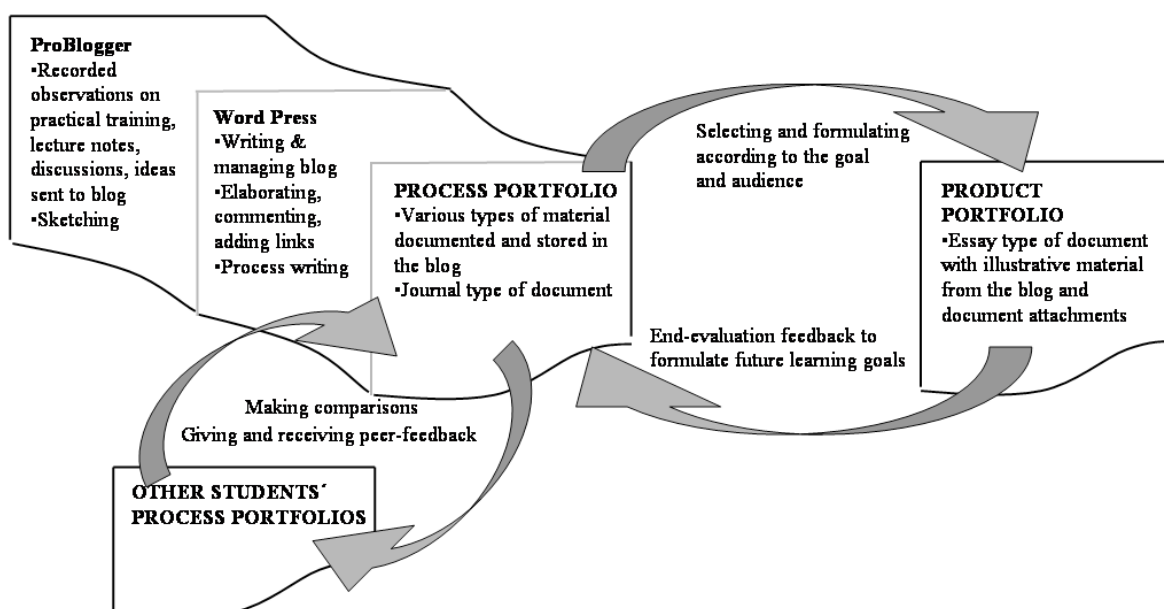 ProBlogger
▪Recorded
observations on
practical training,
lecture notes,
discussions, ideas
sent to blog
▪Sketching
Word Press
▪Writing &
managing blog
▪Elaborating,
commenting,
adding links
▪Process writing
PROCESS PORTFOLIO
▪Various types of material
documented and stored in
the blog
▪Journal type of document
Selecting and formulating
according to the goal
and audience
PRODUCT
PORTFOLIO
▪Essay type of document
with illustrative material
from the blog and
document attachments
End-evaluation feedback to
formulate future learning goals
Making comparisons
Giving and receiving peer-feedback
OTHER STUDENTS´
PROCESS PORTFOLIOS